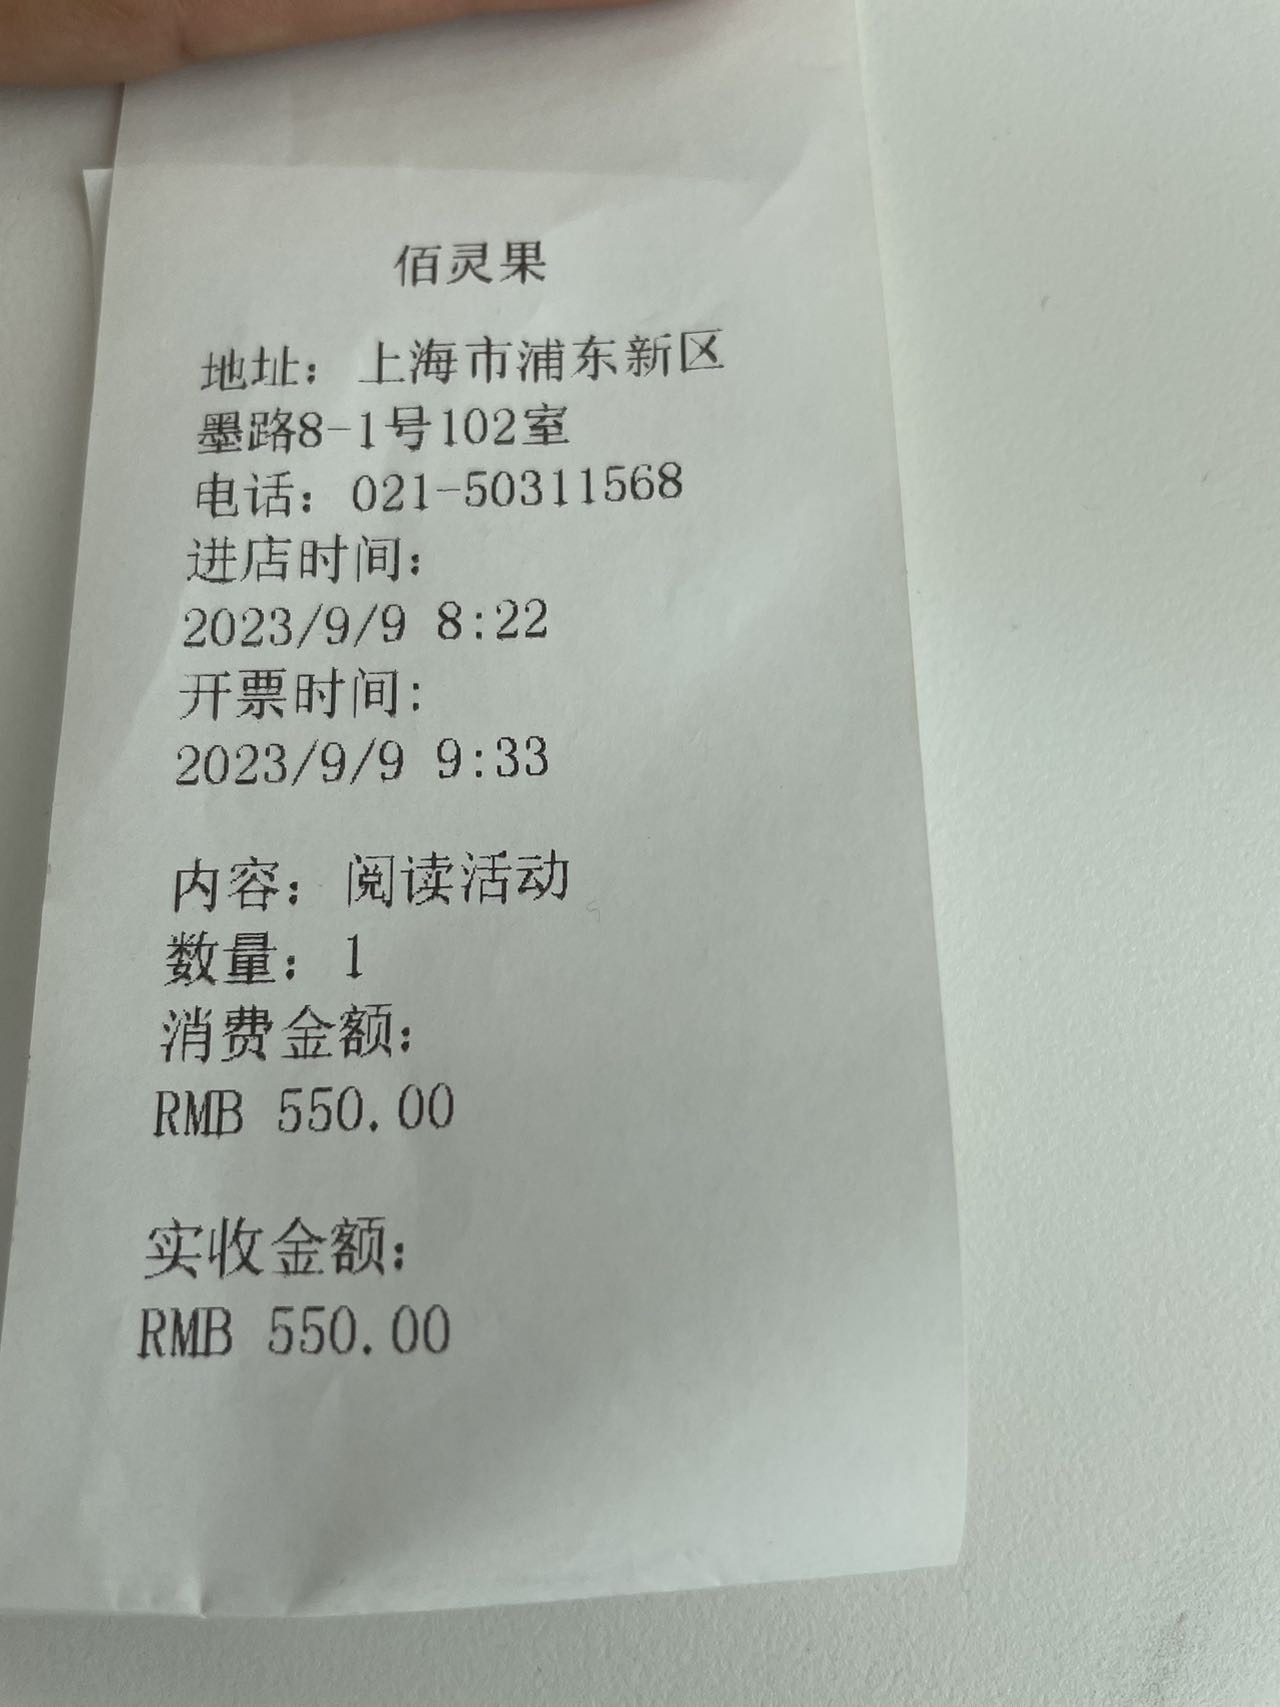 佰灵果
地址：上海市浦东新区
墨路8-1号102室
电话：021-50311568
进店时间：
2023/9/9 8:22
开票时间：
2023/9/9 9:33
内容：阅读活动
数量：1
消费金额：
RMB 550.00
实收金额：
RMB 550.00